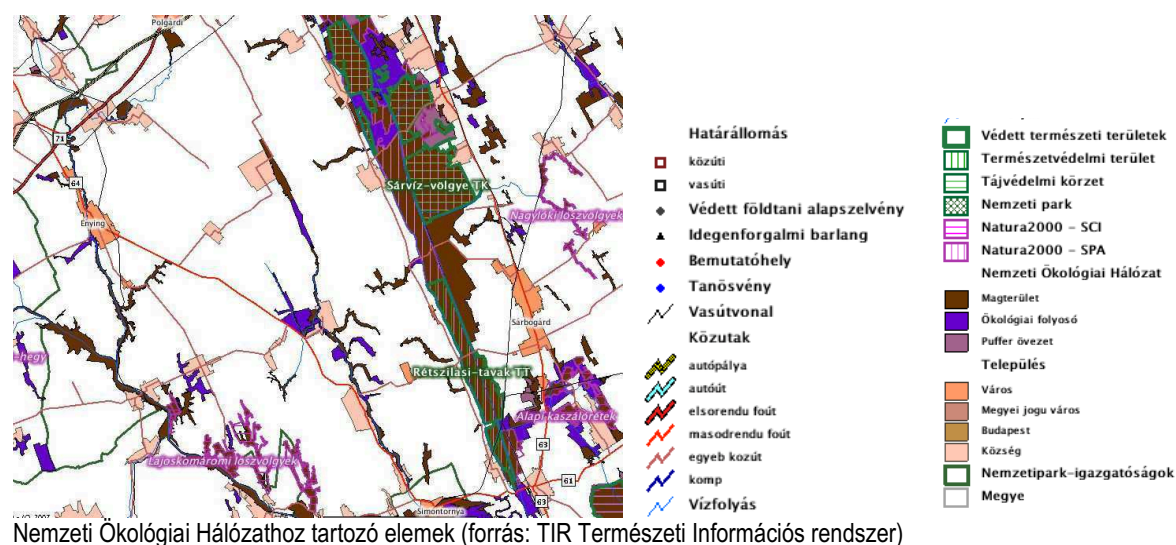 Polgárdi
71
64
Enying
Sárvíz-völgye TK
Nagylóki löszvölgyek
Sárbogárd
Rétszilasi-tavak TT
-hegy
Alapi kaszálórétek
Lajoskomáromi löszvölgyek
63
61
63
Simontornya
Határállomás
közúti
vasúti
Védett földtani alapszelvény
Idegenforgalmi barlang
Bemutatóhely
Tanösvény
Vasútvonal
Közutak
autópálya
autóút
elsorendu foút
masodrendu foút
egyeb kozút
komp
Vízfolyás
Védett természeti területek
Természetvédelmi terület
Tájvédelmi körzet
Nemzeti park
Natura2000 - SCI
Natura2000 - SPA
Nemzeti Ökológiai Hálózat
Magterület
Ökológiai folyosó
Puffer övezet
Település
Város
Megyei jogu város
Budapest
Község
Nemzetipark-igazgatóságok
Megye
Nemzeti Ökológiai Hálózathoz tartozó elemek (forrás: TIR Természeti Információs rendszer)